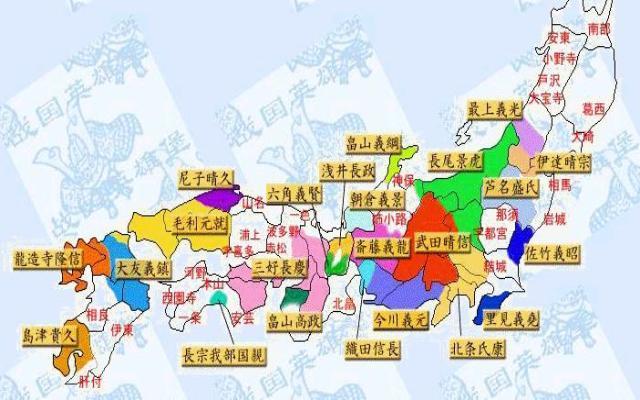 南部
安東
小野寺
戸沢
大宝寺
葛西
最上義光
大崎
畠山義綱
長尾景虎
伊達晴宗
浅井長政
神保
尼子晴久
六角義賢
朝倉義景
芦名盛氏
相馬
山名
一色
姉小路
那須
岩城
毛利元就
浦上
波多野
宇都宮
宇喜多
赤松
斎藤義龍
武田晴信
佐竹義昭
龍造寺隆信
大友義鎮
河野
三好長慶
結城
本山
西園寺
北畠
相良
一条
安芸
畠山高政
今川義元
里見義堯
伊東
島津貴久
長宗我部国親
織田信長
北条氏康
肝付